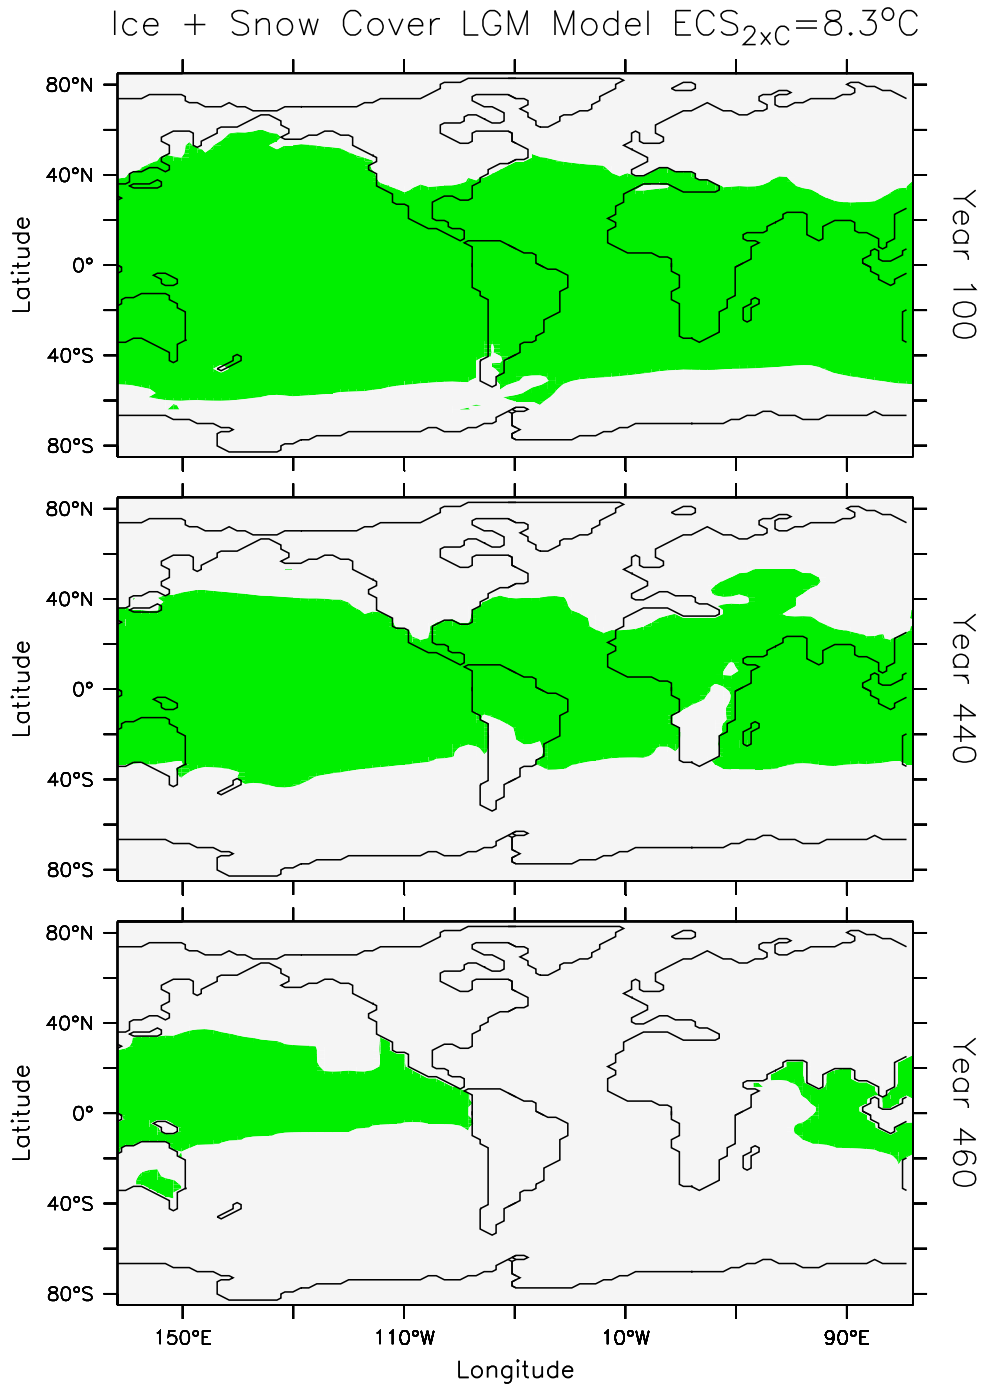 Ice + Snow Cover LGM Model ECS2xC=8.3°C
80°N
40°N
0°
40°S
80°S
Latitude
Year 100
80°N
40°N
0°
40°S
80°S
Latitude
Year 440
80°N
40°N
0°
40°S
80°S
Latitude
Year 460
150°E 110°W 10°W 90°E
Longitude